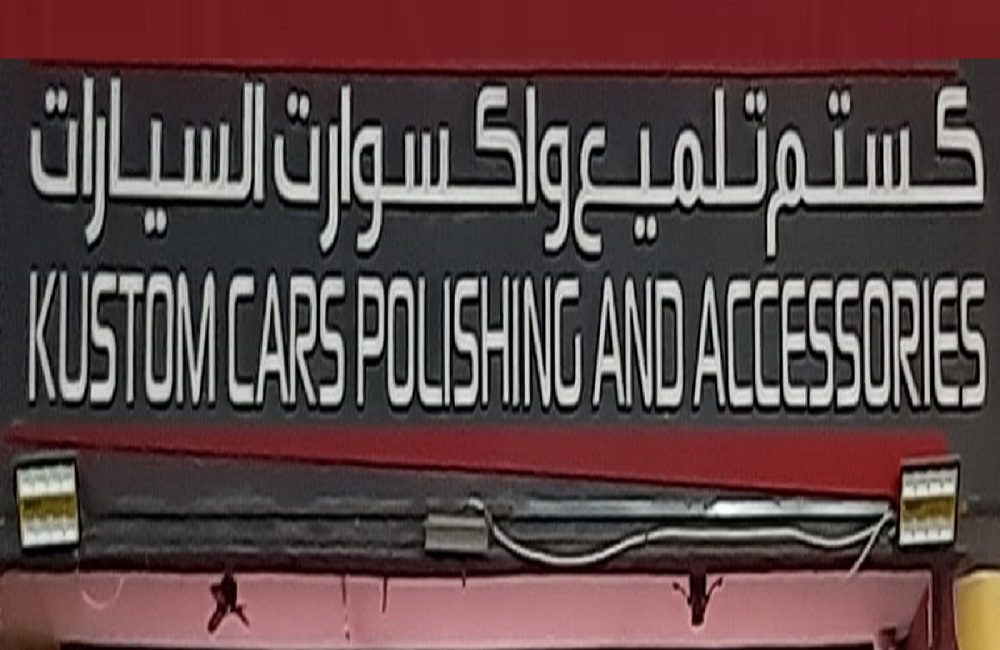 كستم تلميع واكسوارت السيارات
KUSTOM CARS POLISHING AND ACCESSORIES